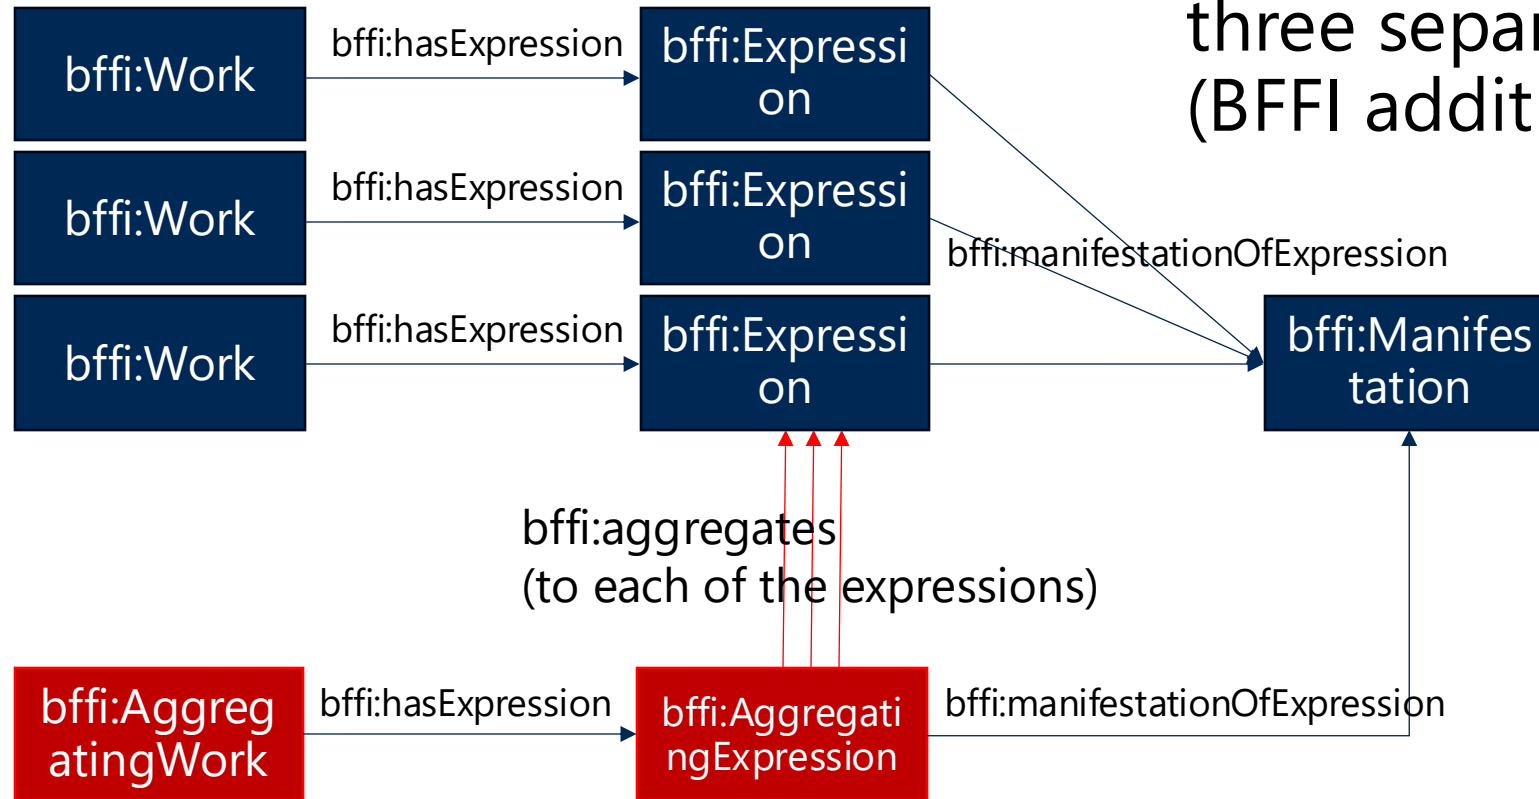 three separ
(BFFI addit
bffi:Work
bffi:hasExpression
bffi:Expressi
on
bffi:Work
bffi:hasExpression
bffi:Expressi
on
bffi:manifestationOfExpression
bffi:Work
bffi:hasExpression
bffi:Expressi
on
bffi:Manifes
tation
bffi:aggregates
(to each of the expressions)
bffi:Aggreg
atingWork
bffi:hasExpression
bffi:Aggregati
ngExpression
bffi:manifestationOfExpression